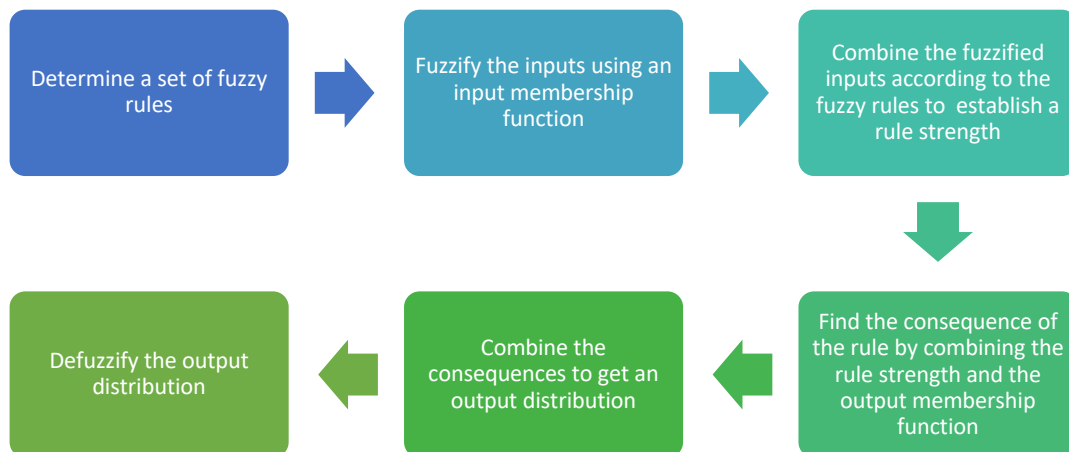 Determine a set of fuzzy
rules
Fuzzify the inputs using an
input membership
function
Combine the fuzzified
inputs according to the
fuzzy rules to establish a
rule strength
Find the consequence of
the rule by combining the
rule strength and the
output membership
function
Combine the
consequences to get an
output distribution
Defuzzify the output
distribution